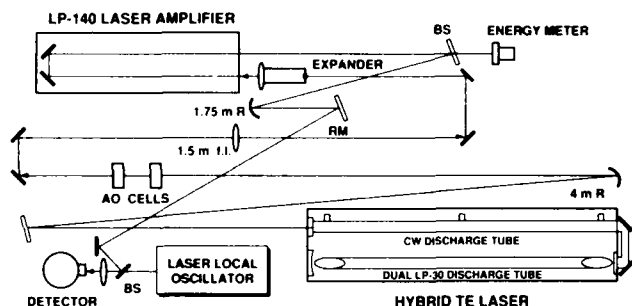 LP-140 LASER AMPLIFIER
BS
ENERGY METER
EXPANDER
1.75 m R
RM
1.5 m f.l.
AO CELLS
4 m R
CW DISCHARGE TUBE
DUAL LP-30 DISCHARGE TUBE
LASER LOCAL
OSCILLATOR
BS
DETECTOR
HYBRID TE LASER